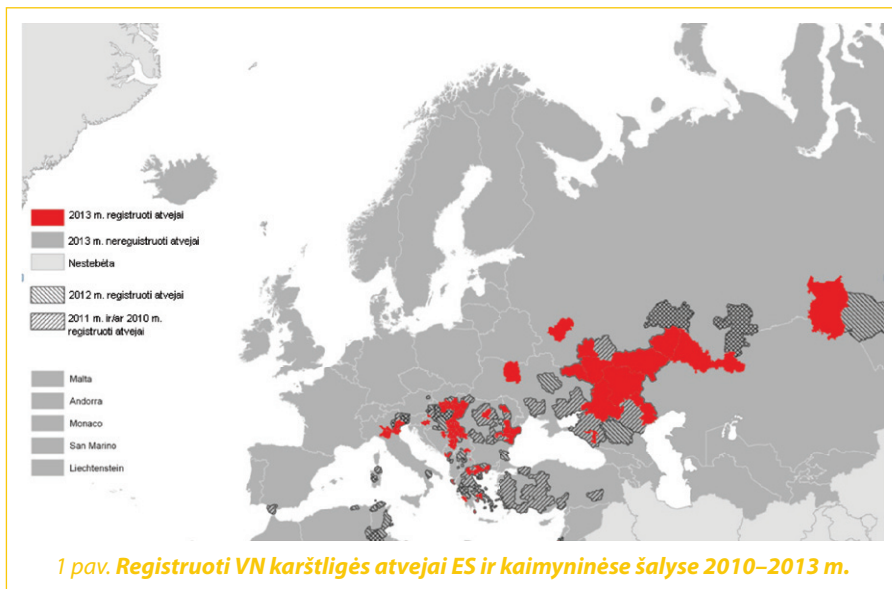 2013 m. registruoti atvejai
2013 m. nereguistruoti atvejai
Nestebėta
2012 m. registruoti atvejai
2011 m. ir/ar 2010 m.
registruoti atvejai
Malta
Andorra
Monaco
San Marino
Liechtenstein
1 pav. Registruoti VN karštligės atvejai ES ir kaimyninėse šalyse 2010–2013 m.